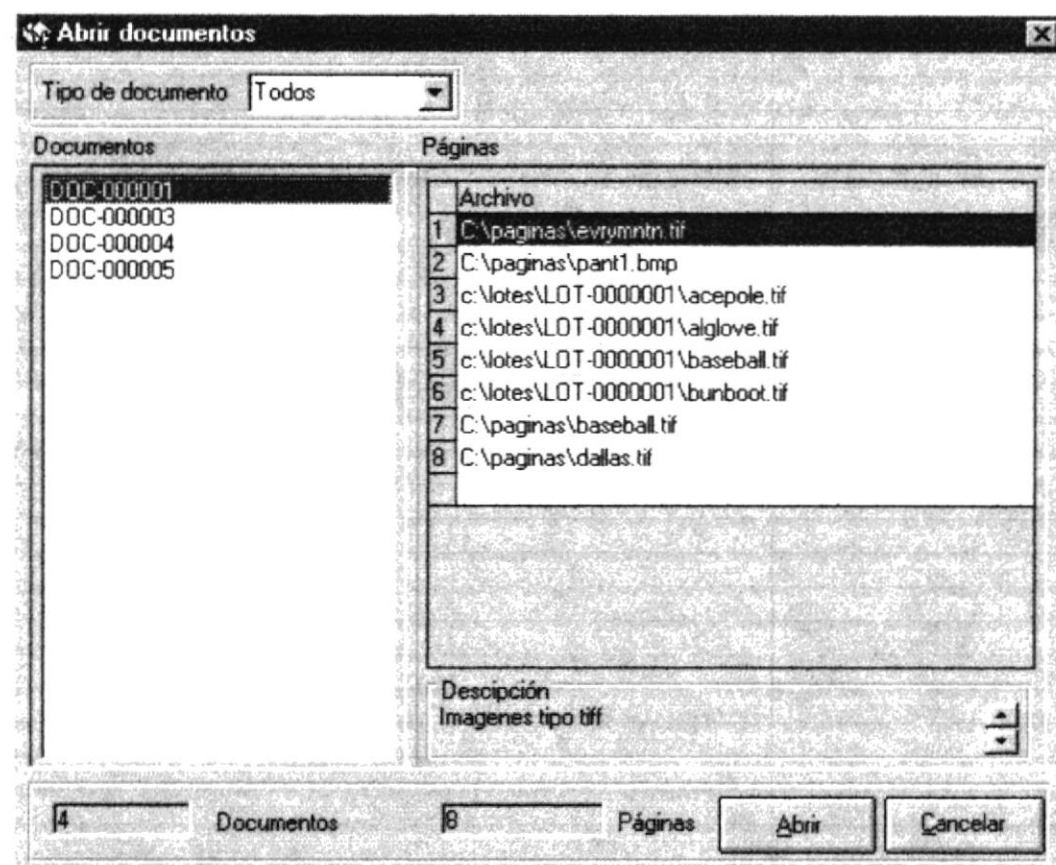 Abrir documentos
Tipo de documento Todos
Documentos
DOC-000001
DOC-000003
DOC-000004
DOC-000005
Páginas
Archivo
1 C:\paginas\evrymntn.tif
2 C:\paginas\pant1.bmp
3 c:\lotes\LOT-0000001\acepole.tif
4 c:\lotes\LOT-0000001\alglove.tif
5 c:\lotes\LOT-0000001\baseball.tif
6 c:\lotes\LOT-0000001\bunboot.tif
7 C:\paginas\baseball.tif
8 C:\paginas\dallas.tif
Descipción
Imagenes tipo tiff
4 Documentos 8 Páginas Abrir Cancelar